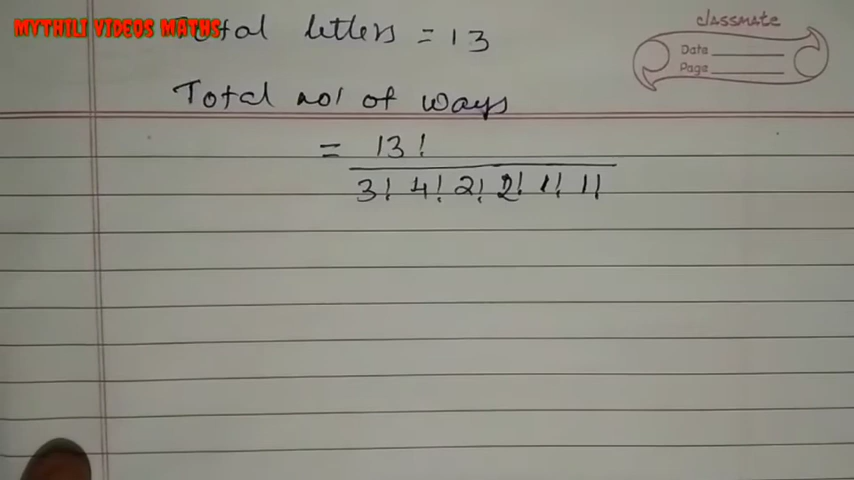 MYTHILI VIDEOS MATHS
Total letters = 13
classmate
Date
Page
Total no! of ways
= 13!
3! 4! 2! 2! 1! 1!